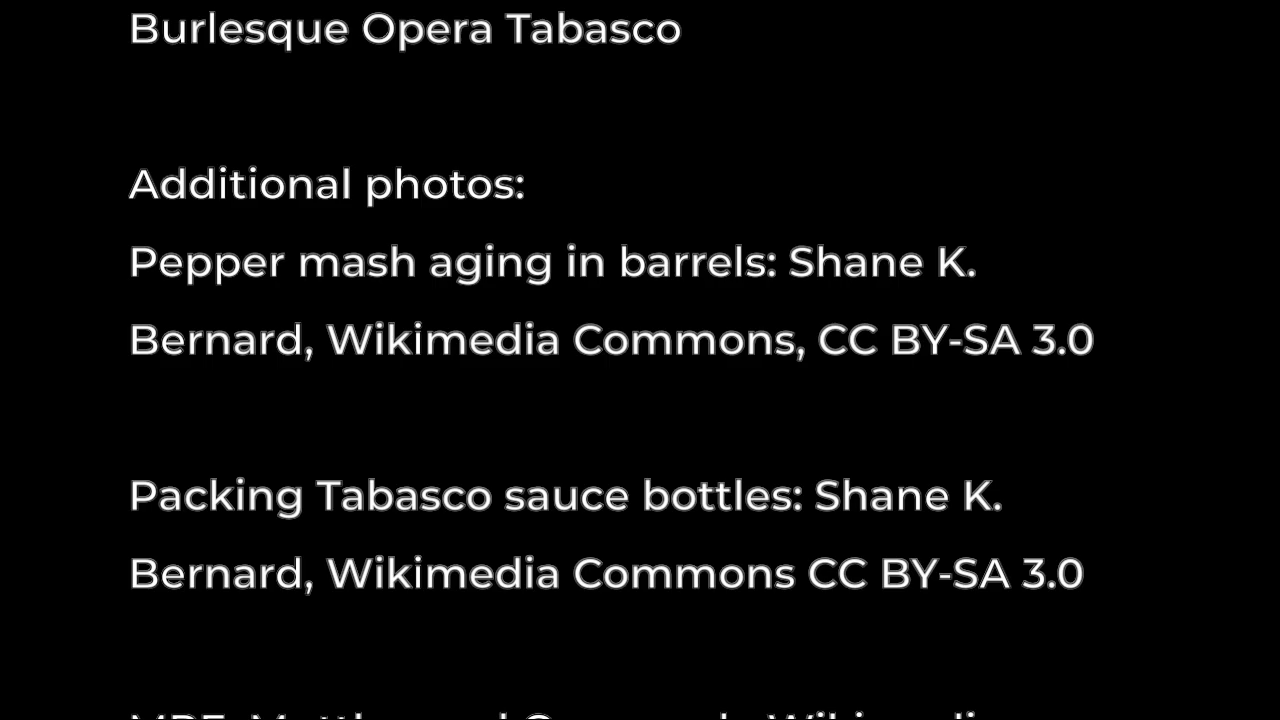 Burlesque Opera Tabasco
Additional photos:
Pepper mash aging in barrels: Shane K.
Bernard, Wikimedia Commons, CC BY-SA 3.0
Packing Tabasco sauce bottles: Shane K.
Bernard, Wikimedia Commons CC BY-SA 3.0